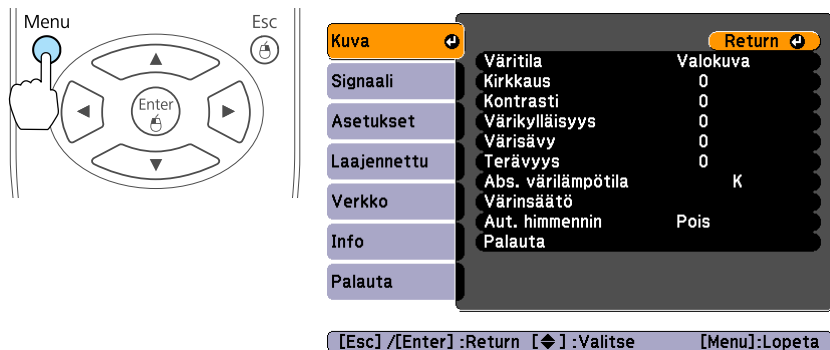 Menu
Esc
Enter
Kuva
Signaali
Asetukset
Laajennettu
Verkko
Info
Palauta
Return
Väritila Valokuva
Kirkkaus 0
Kontrasti 0
Värikylläisyys 0
Värisävy 0
Terävyys 0
Abs. värilämpötila K
Värinsäätö
Aut. himmennin Pois
Palauta
[Esc] /[Enter] :Return [◆] :Valitse [Menu]:Lopeta